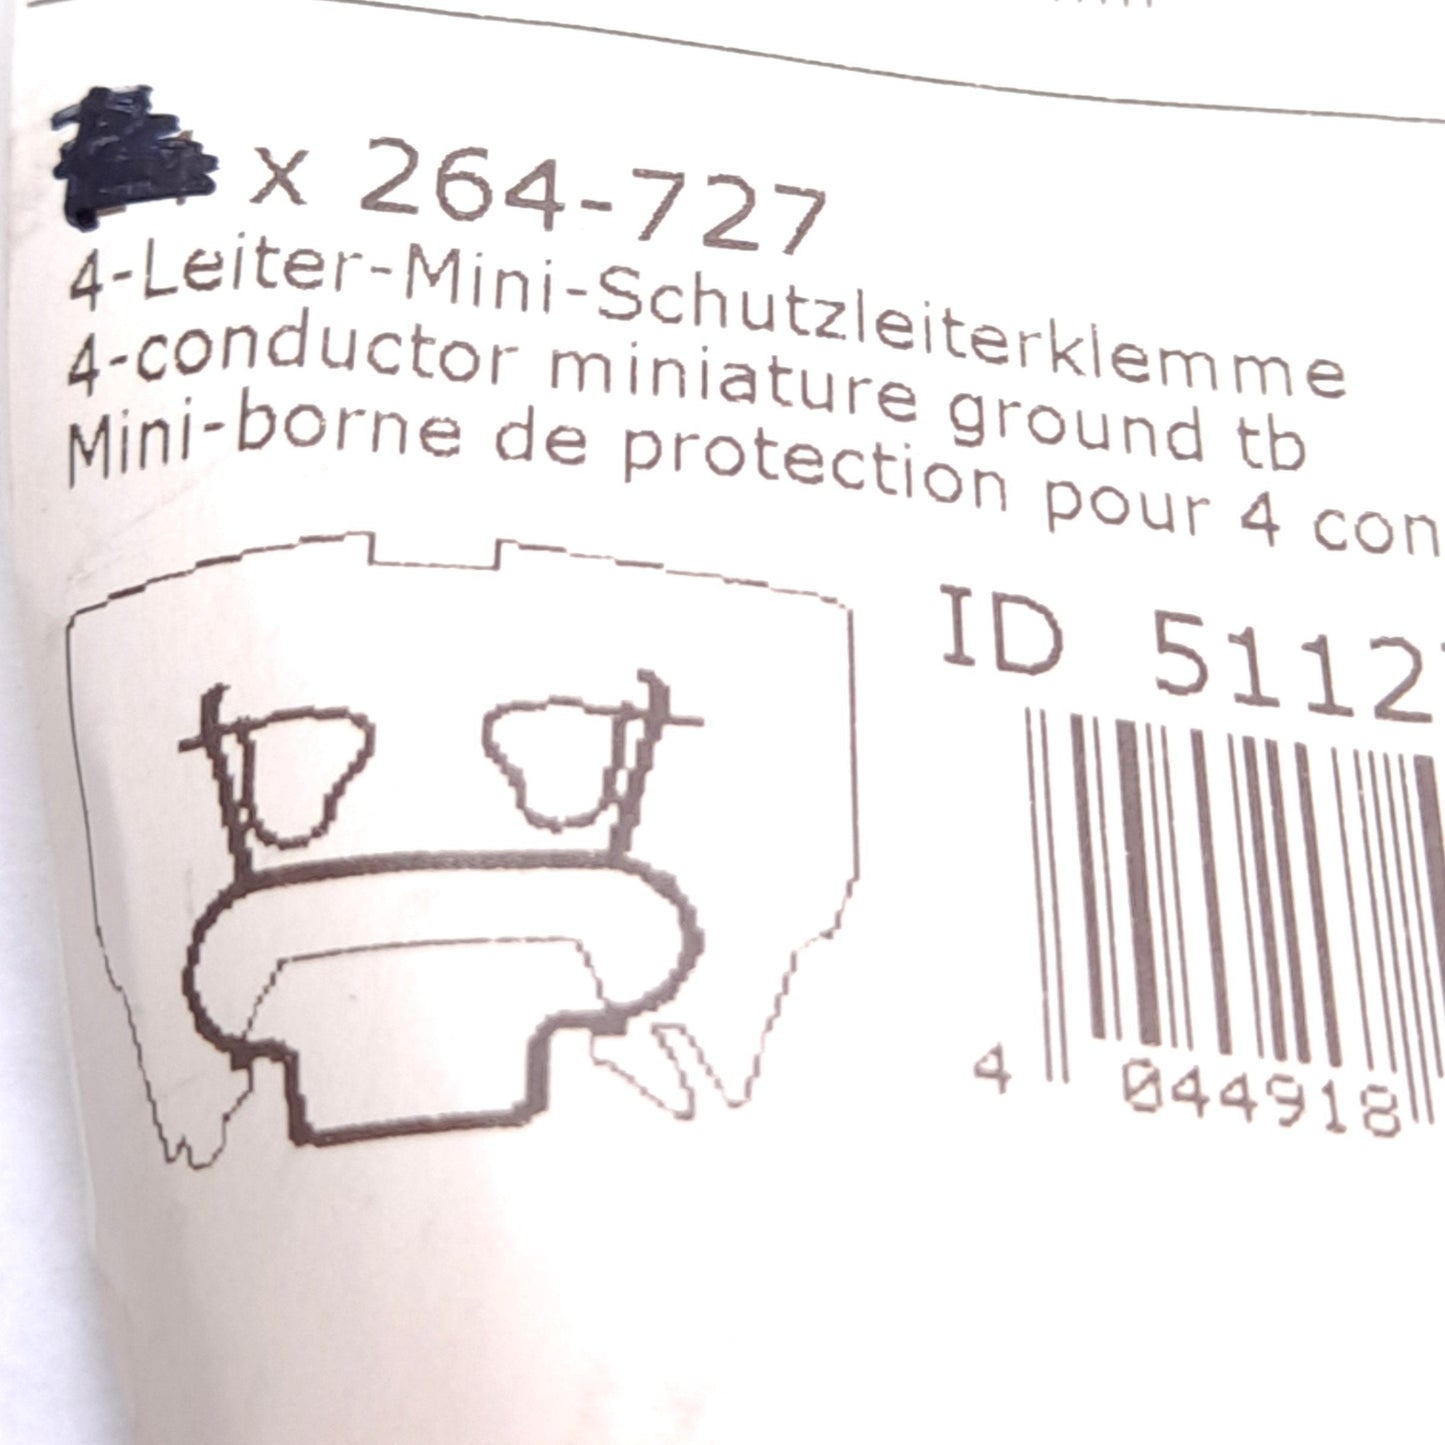 x 264-727
4-Leiter-Mini-Schutzleiterklemme
4-conductor miniature ground tb
Mini-borne de protection pour 4 con
ID 5112
4 044918